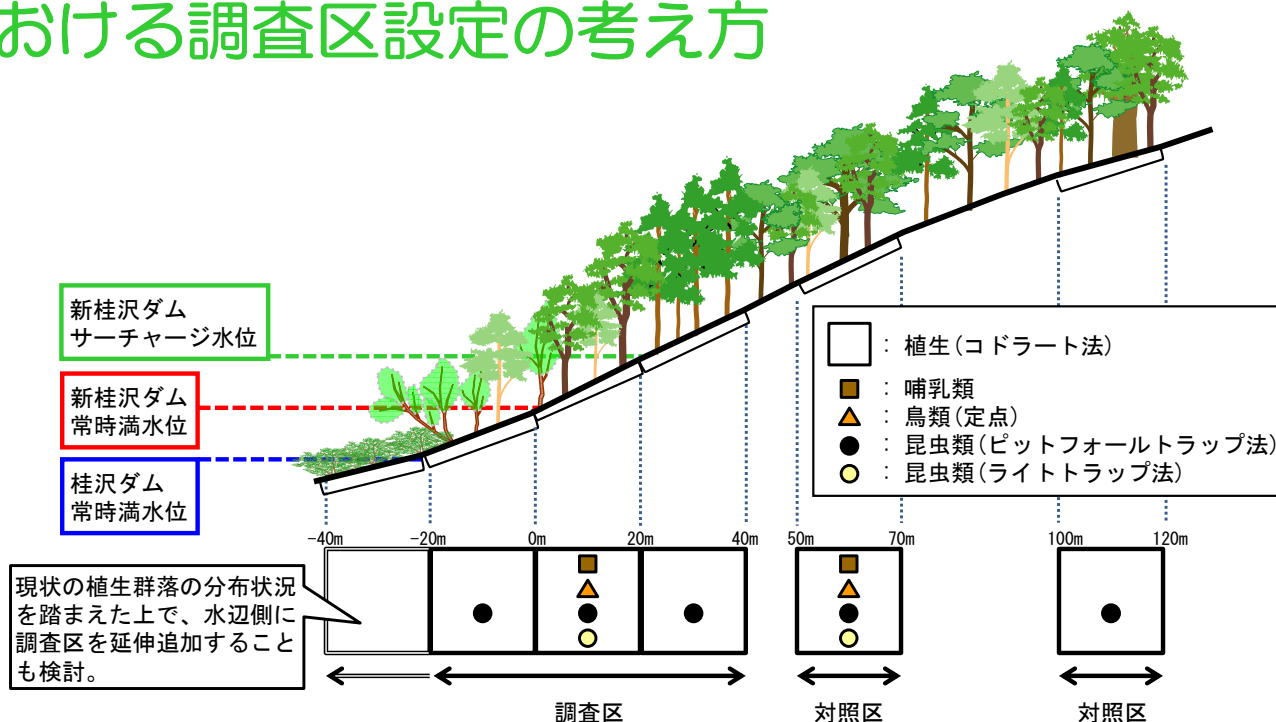 おける調査区設定の考え方
新桂沢ダム
サーチャージ水位
新桂沢ダム
常時満水位
桂沢ダム
常時満水位
：植生(コドラート法)
：哺乳類
：鳥類(定点)
：昆虫類(ピットフォールトラップ法)
：昆虫類(ライトトラップ法)
-40m -20m 0m 20m 40m 50m 70m 100m 120m
現状の植生群落の分布状況
を踏まえた上で、水辺側に
調査区を延伸追加すること
も検討。
調査区 対照区 対照区